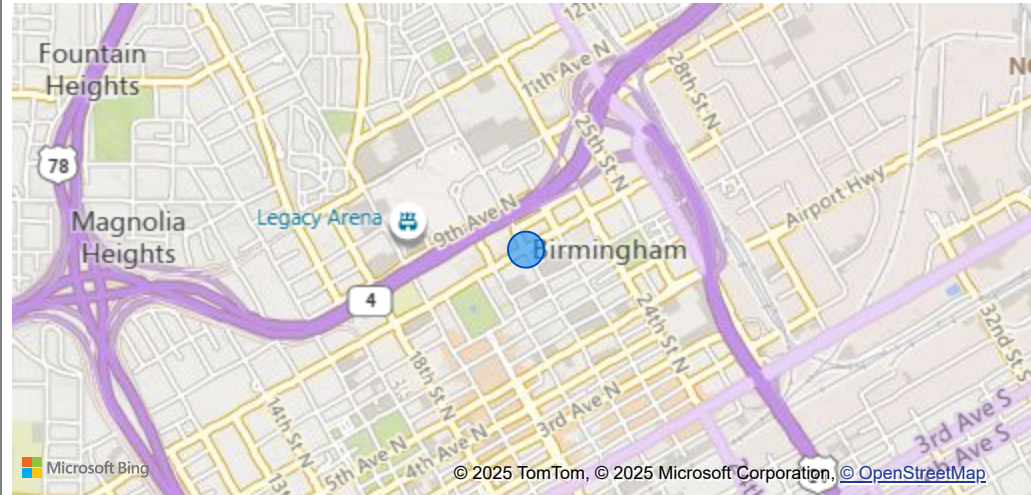 12th
Fountain
Heights
11th Ave N
28th St N
NO
78
25th St N
Magnolia
Heights
Legacy Arena
9th Ave N
Airport Hwy
Birmingham
4
24th St N
32nd St S
18th St N
14th St N
3rd Ave N
5th Ave N
4th Ave N
3rd Ave S
Ave S
13
Microsoft Bing
© 2025 TomTom, © 2025 Microsoft Corporation, © OpenStreetMap